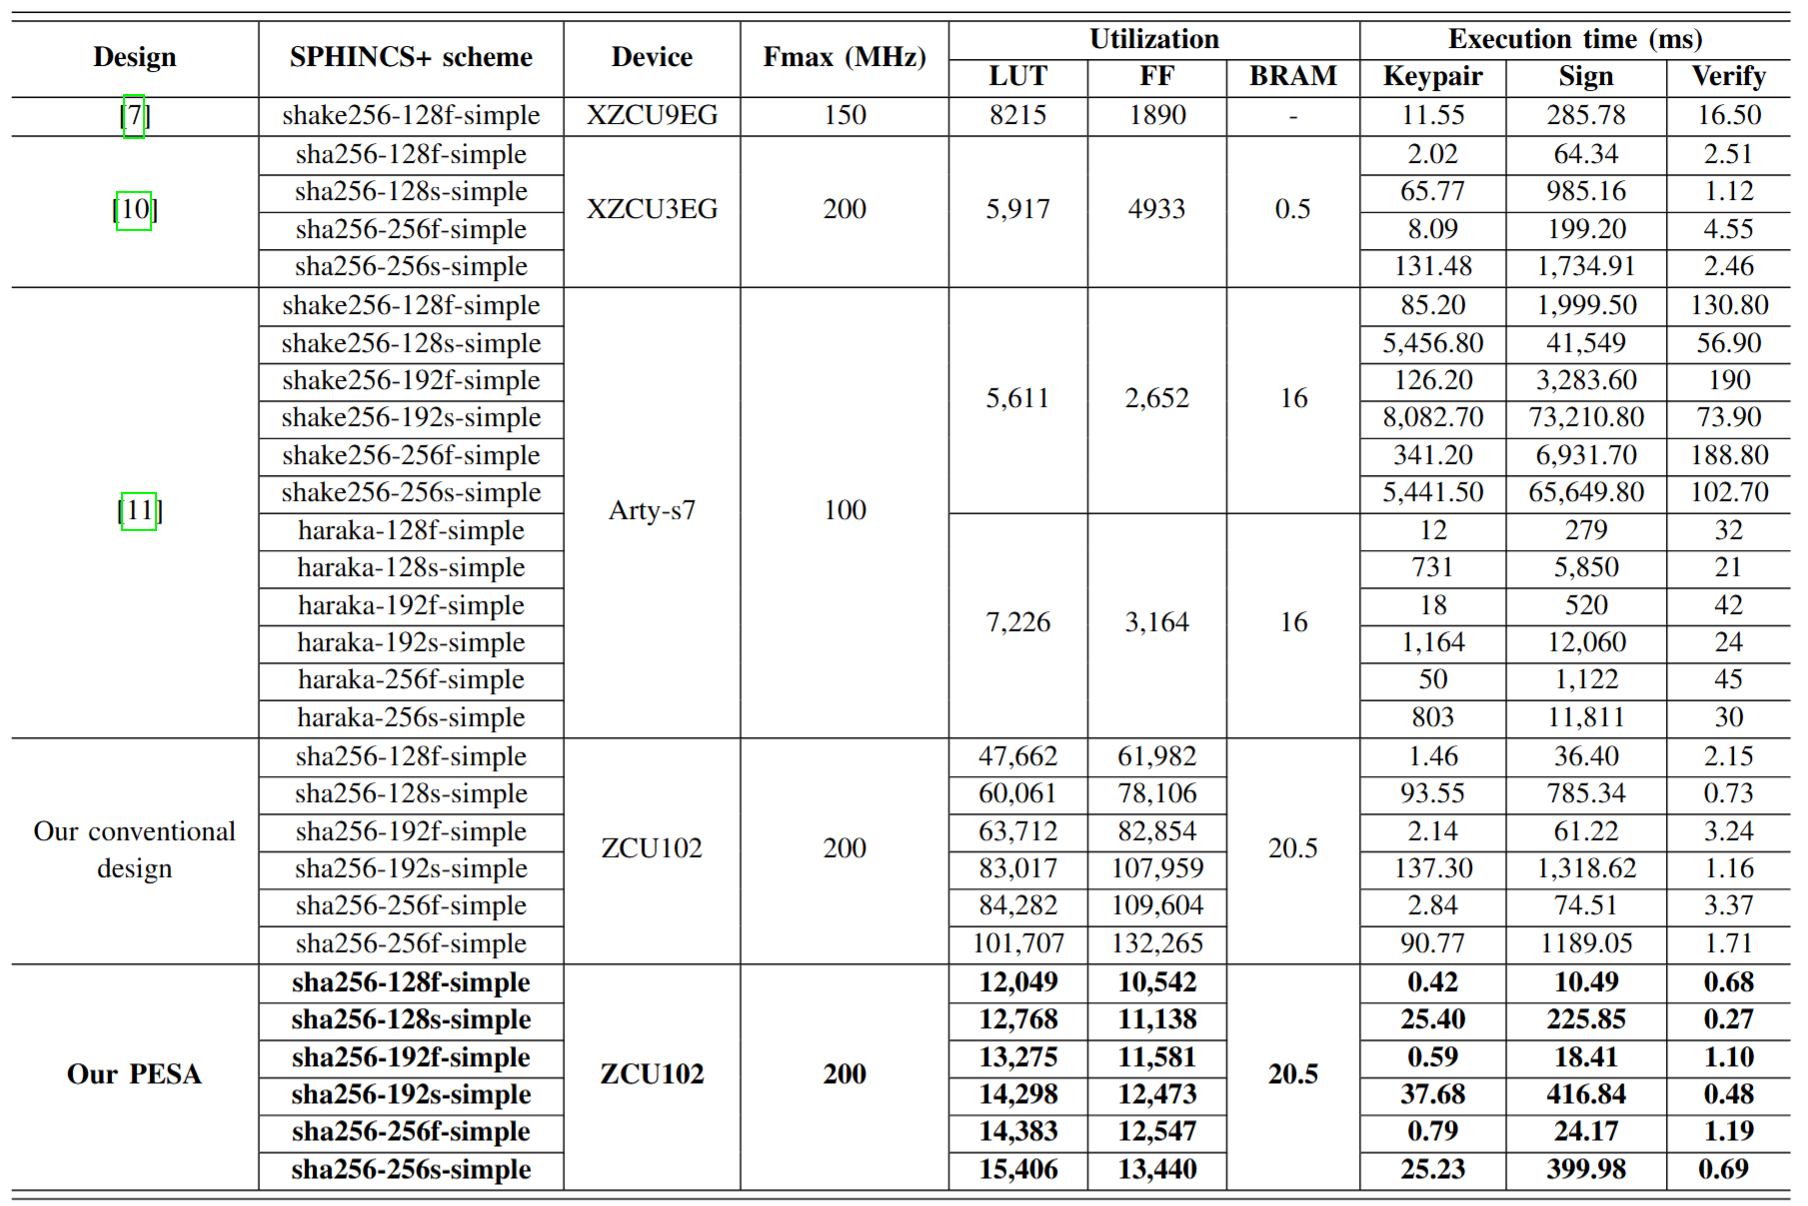 Design SPHINCS+ scheme Device Fmax (MHz) Utilization Execution time (ms)
LUT FF BRAM Keypair Sign Verify
[7] shake256-128f-simple XZCU9EG 150 8215 1890 - 11.55 285.78 16.50
sha256-128f-simple 2.02 64.34 2.51
sha256-128s-simple 65.77 985.16 1.12
[10] XZCU3EG 200 5,917 4933 0.5
sha256-256f-simple 8.09 199.20 4.55
sha256-256s-simple 131.48 1,734.91 2.46
shake256-128f-simple 85.20 1,999.50 130.80
shake256-128s-simple 5,456.80 41,549 56.90
shake256-192f-simple 126.20 3,283.60 190
5,611 2,652 16
shake256-192s-simple 8,082.70 73,210.80 73.90
shake256-256f-simple 341.20 6,931.70 188.80
shake256-256s-simple 5,441.50 65,649.80 102.70
[11] Arty-s7 100
haraka-128f-simple 12 279 32
haraka-128s-simple 731 5,850 21
haraka-192f-simple 18 520 42
7,226 3,164 16
haraka-192s-simple 1,164 12,060 24
haraka-256f-simple 50 1,122 45
haraka-256s-simple 803 11,811 30
sha256-128f-simple 47,662 61,982 1.46 36.40 2.15
sha256-128s-simple 60,061 78,106 93.55 785.34 0.73
Our conventional sha256-192f-simple 63,712 82,854 2.14 61.22 3.24
ZCU102 200 20.5
design sha256-192s-simple 83,017 107,959 137.30 1,318.62 1.16
sha256-256f-simple 84,282 109,604 2.84 74.51 3.37
sha256-256f-simple 101,707 132,265 90.77 1189.05 1.71
sha256-128f-simple 12,049 10,542 0.42 10.49 0.68
sha256-128s-simple 12,768 11,138 25.40 225.85 0.27
sha256-192f-simple 13,275 11,581 0.59 18.41 1.10
Our PESA ZCU102 200 20.5
sha256-192s-simple 14,298 12,473 37.68 416.84 0.48
sha256-256f-simple 14,383 12,547 0.79 24.17 1.19
sha256-256s-simple 15,406 13,440 25.23 399.98 0.69